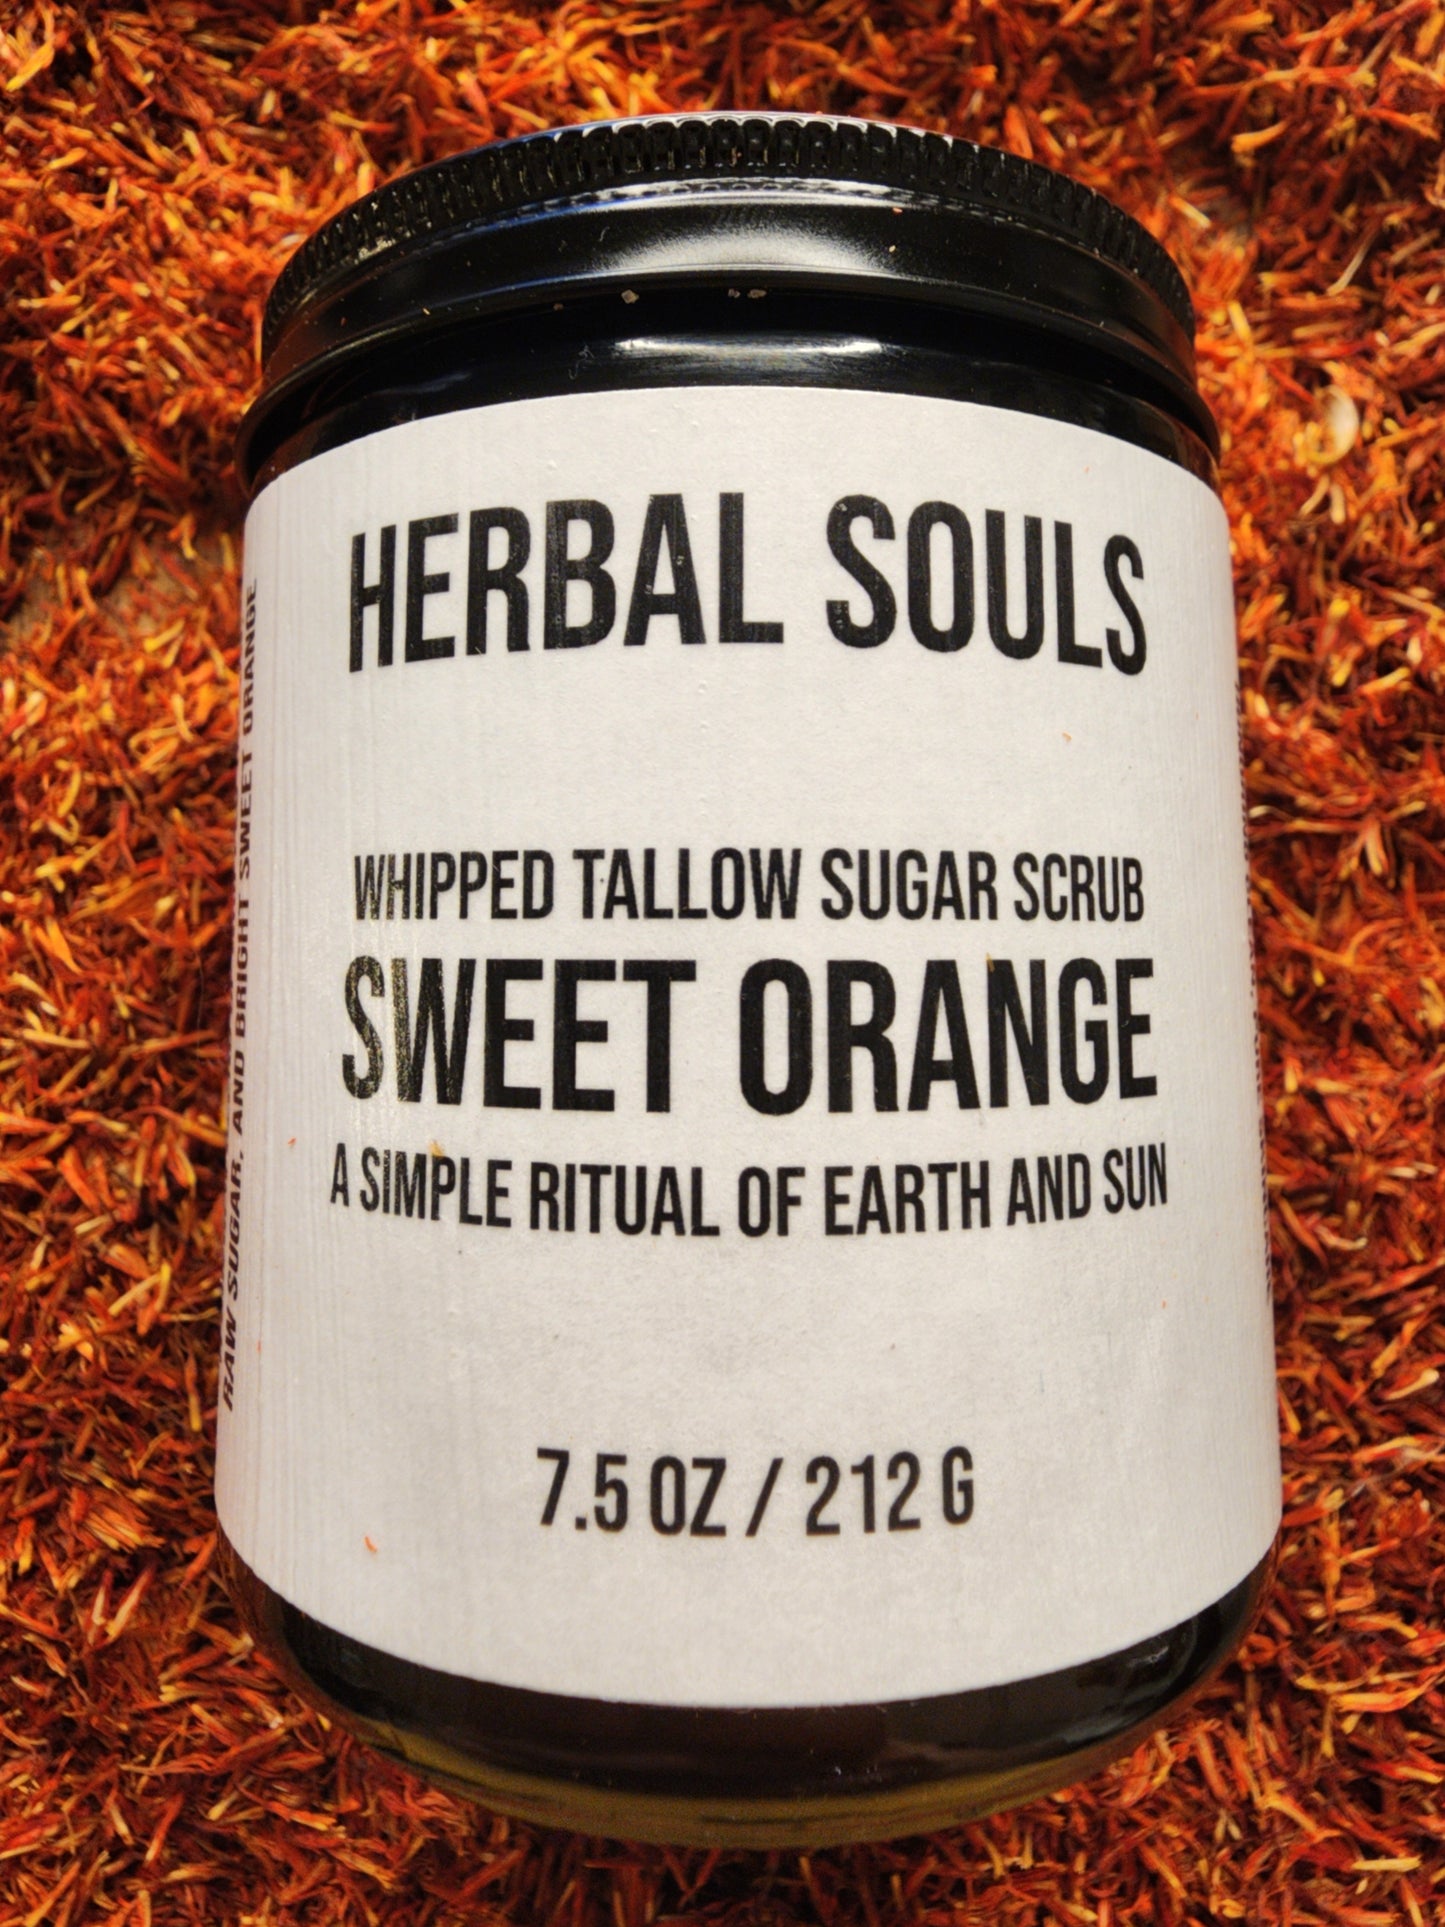 HERBAL SOULS
WHIPPED TALLOW SUGAR SCRUB
SWEET ORANGE
A SIMPLE RITUAL OF EARTH AND SUN
7.5 OZ / 212 G
RAW SUGAR, AND BRIGHT SWEET ORANGE